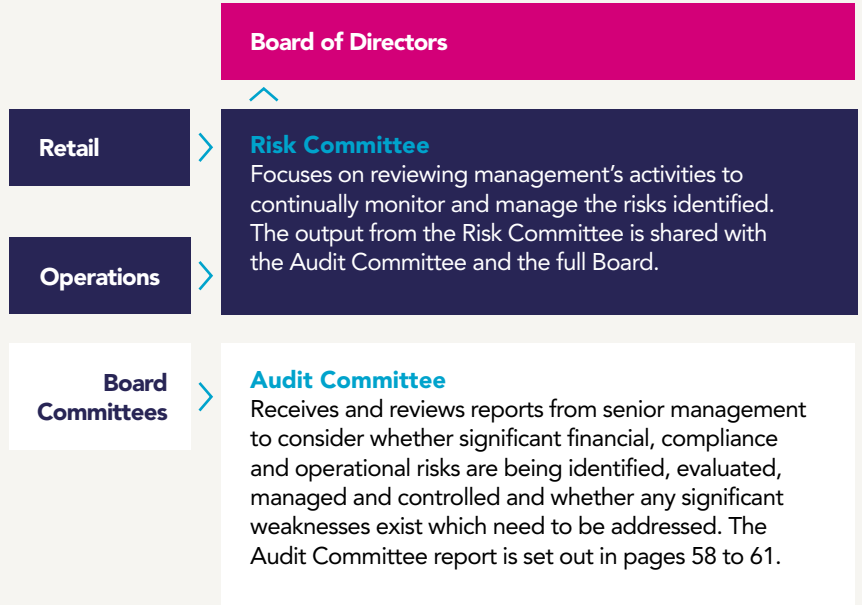 Board of Directors
Retail
Risk Committee
Focuses on reviewing management’s activities to
continually monitor and manage the risks identified.
The output from the Risk Committee is shared with
the Audit Committee and the full Board.
Operations
Board
Committees
Audit Committee
Receives and reviews reports from senior management
to consider whether significant financial, compliance
and operational risks are being identified, evaluated,
managed and controlled and whether any significant
weaknesses exist which need to be addressed. The
Audit Committee report is set out in pages 58 to 61.